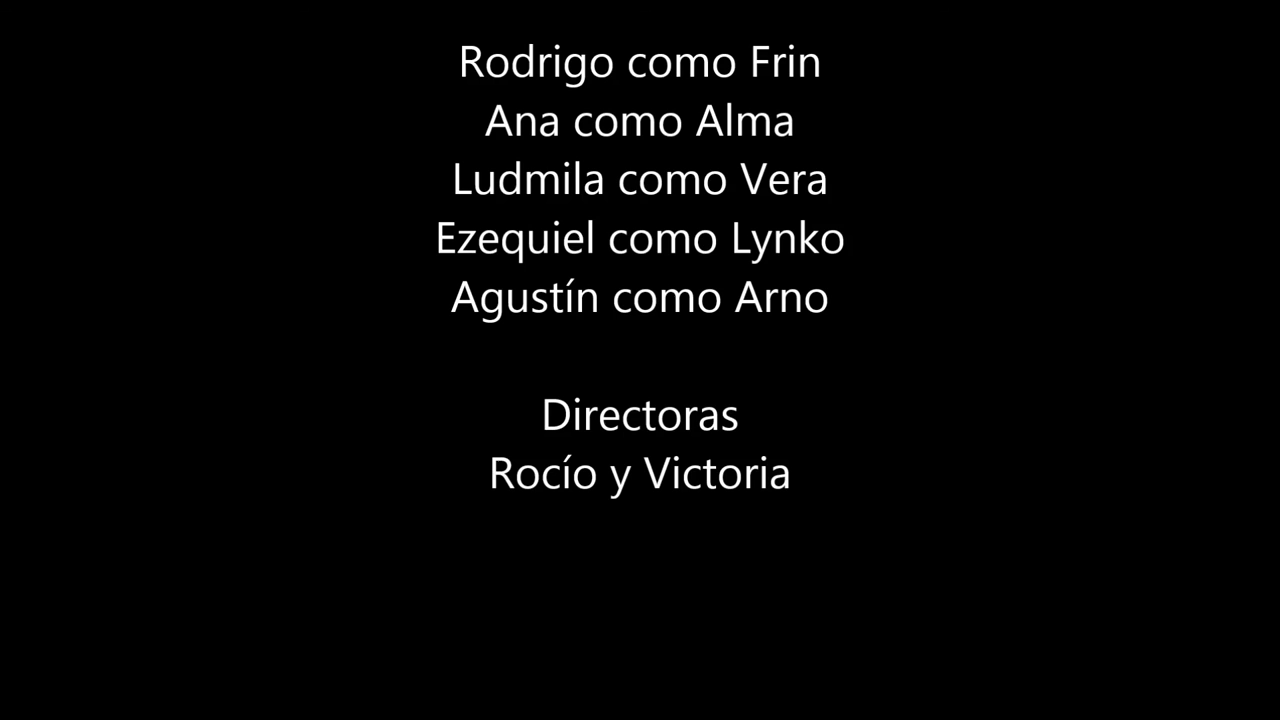 Rodrigo como Frin
Ana como Alma
Ludmila como Vera
Ezequiel como Lynko
Agustín como Arno
Directoras
Rocío y Victoria